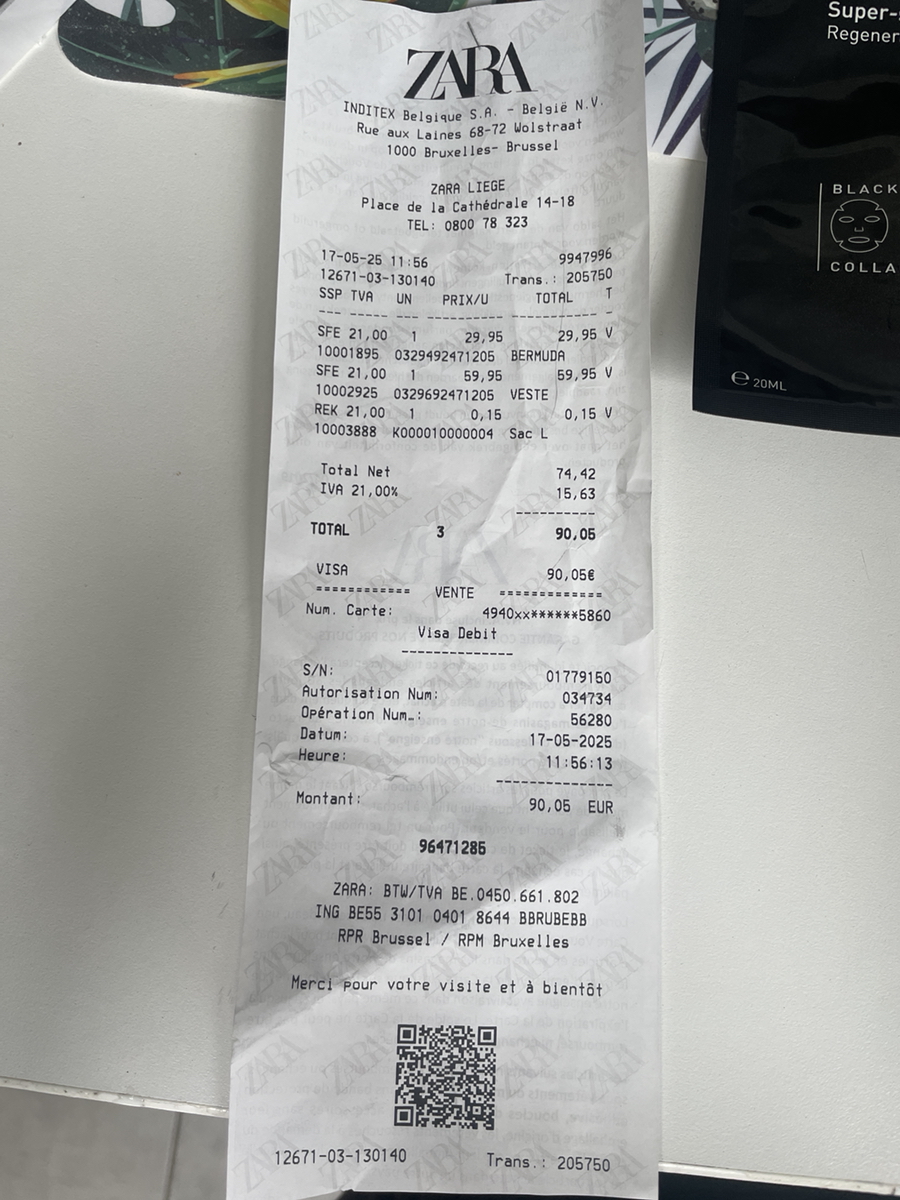 ZARA
INDITEX Belgique S.A. - België N.V.
Rue aux Laines 68-72 Wolstraat
1000 Bruxelles- Brussel
ZARA LIEGE
Place de la Cathédrale 14-18
TEL: 0800 78 323
17-05-25 11:56 9947996
12671-03-130140 Trans.: 205750
SSP TVA UN PRIX/U TOTAL T
--- ----- --- ---------- ----------- -
SFE 21,00 1 29,95 29,95 V
10001895 0329492471205 BERMUDA
SFE 21,00 1 59,95 59,95 V
10002925 0329692471205 VESTE
REK 21,00 1 0,15 0,15 V
10003888 K000010000004 Sac L
Total Net 74,42
IVA 21,00% 15,63
----------
TOTAL 3 90,05
VISA 90,05€
============ VENTE =============
Num. Carte: 4940xx******5860
Visa Debit
--------------
S/N: 01779150
Autorisation Num: 034734
Opération Num..: 56280
Datum: 17-05-2025
Heure: 11:56:13
---------------
Montant: 90,05 EUR
96471285
ZARA: BTW/TVA BE.0450.661.802
ING BE55 3101 0401 8644 BBRUBEBB
RPR Brussel / RPM Bruxelles
Merci pour votre visite et à bientôt
12671-03-130140 Trans.: 205750
Super-
Regener
BLACK
COLLA
e 20ML